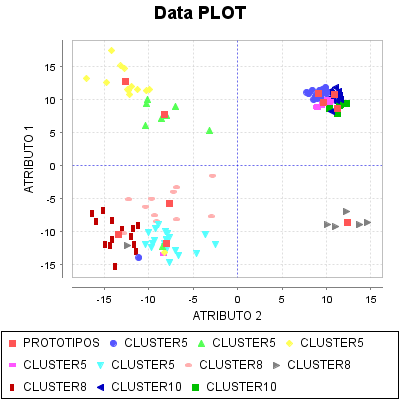 Data PLOT
ATRIBUTO 1
15
10
5
0
-5
-10
-15
-15 -10 -5 0 5 10 15
ATRIBUTO 2
PROTOTIPOS CLUSTER5 CLUSTER5 CLUSTER5
CLUSTER5 CLUSTER5 CLUSTER8 CLUSTER8
CLUSTER8 CLUSTER10 CLUSTER10